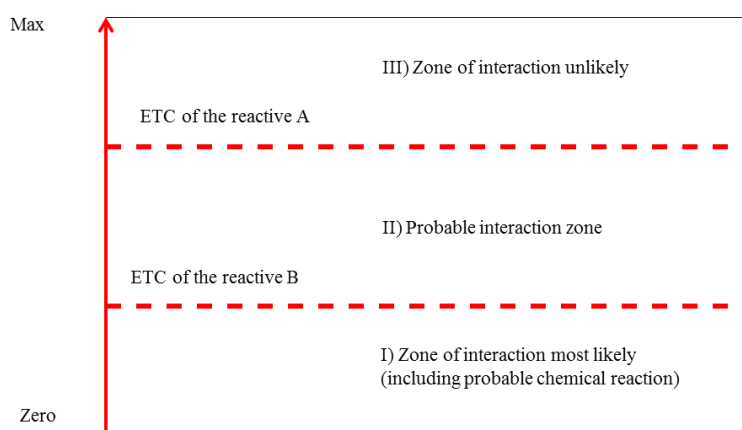 Max
III) Zone of interaction unlikely
ETC of the reactive A
II) Probable interaction zone
ETC of the reactive B
I) Zone of interaction most likely
(including probable chemical reaction)
Zero